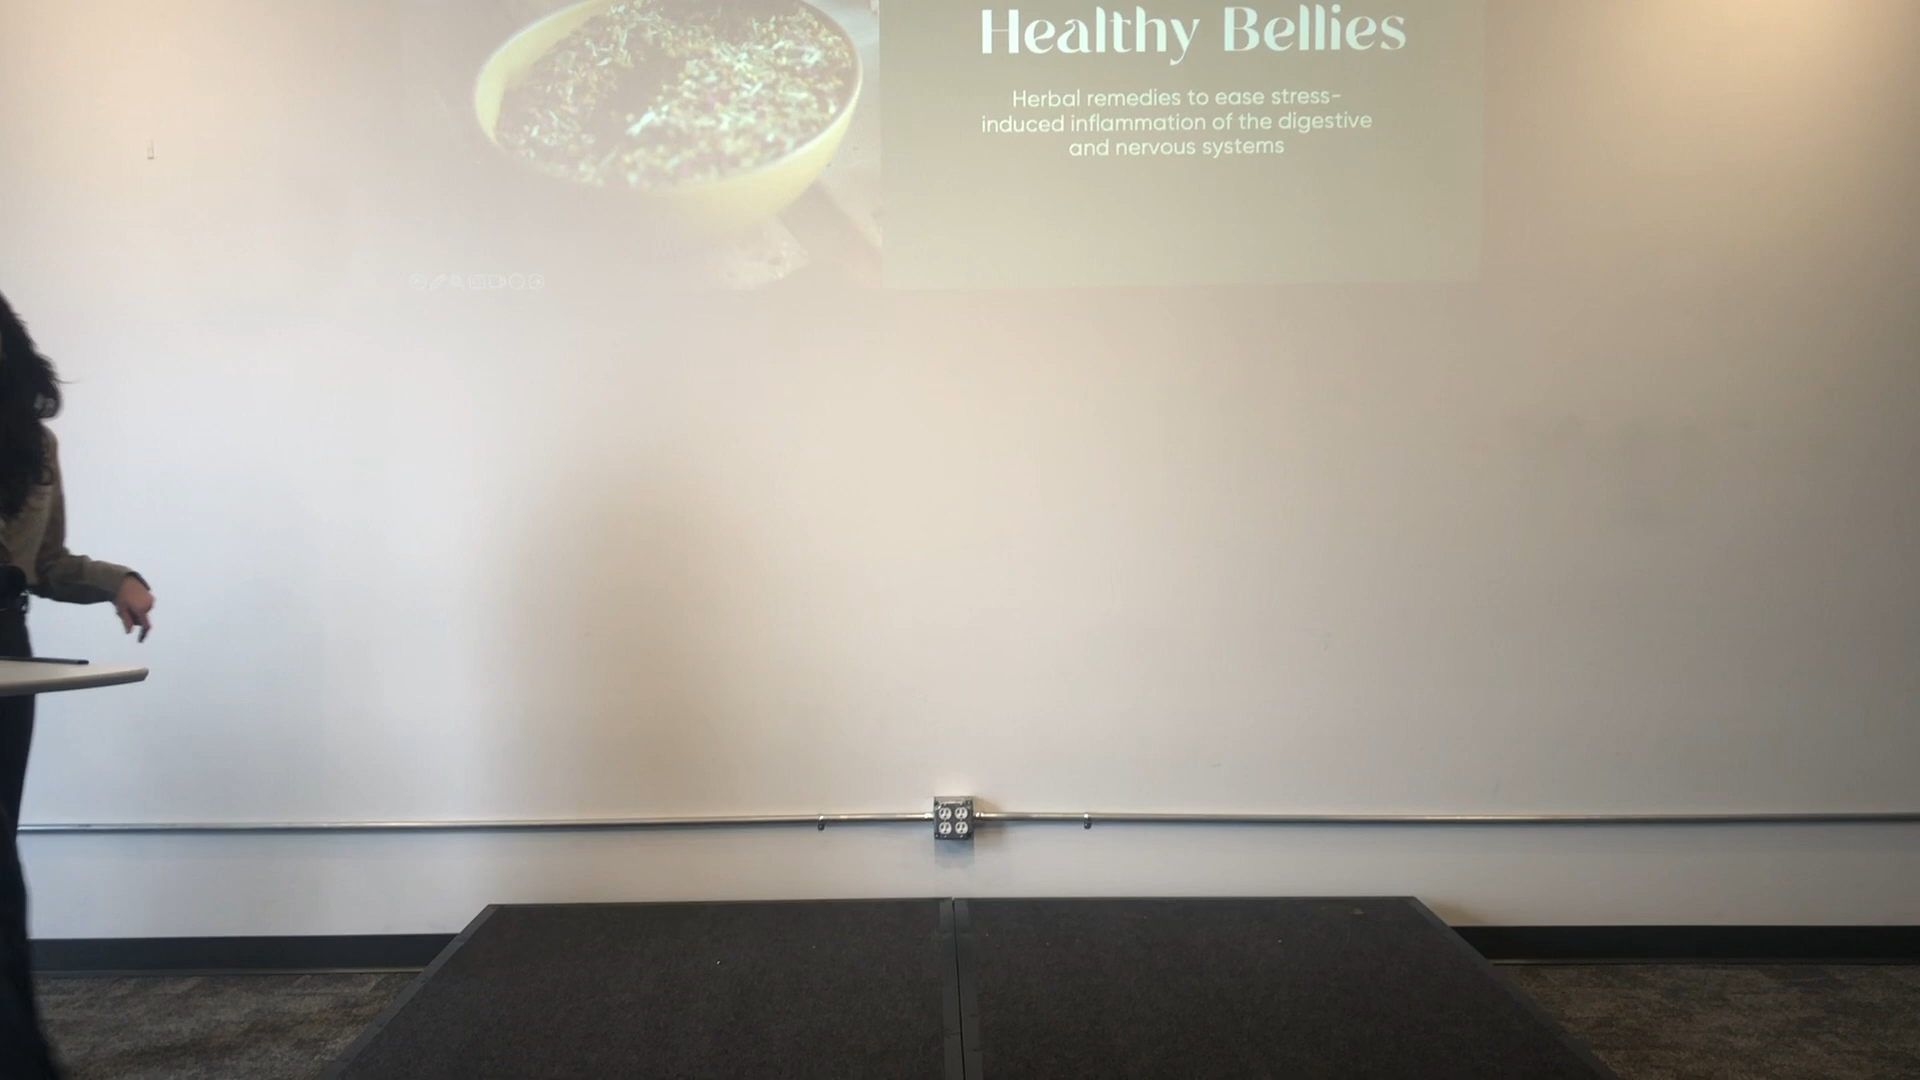 Healthy Bellies
Herbal remedies to ease stress-
induced inflammation of the digestive
and nervous systems